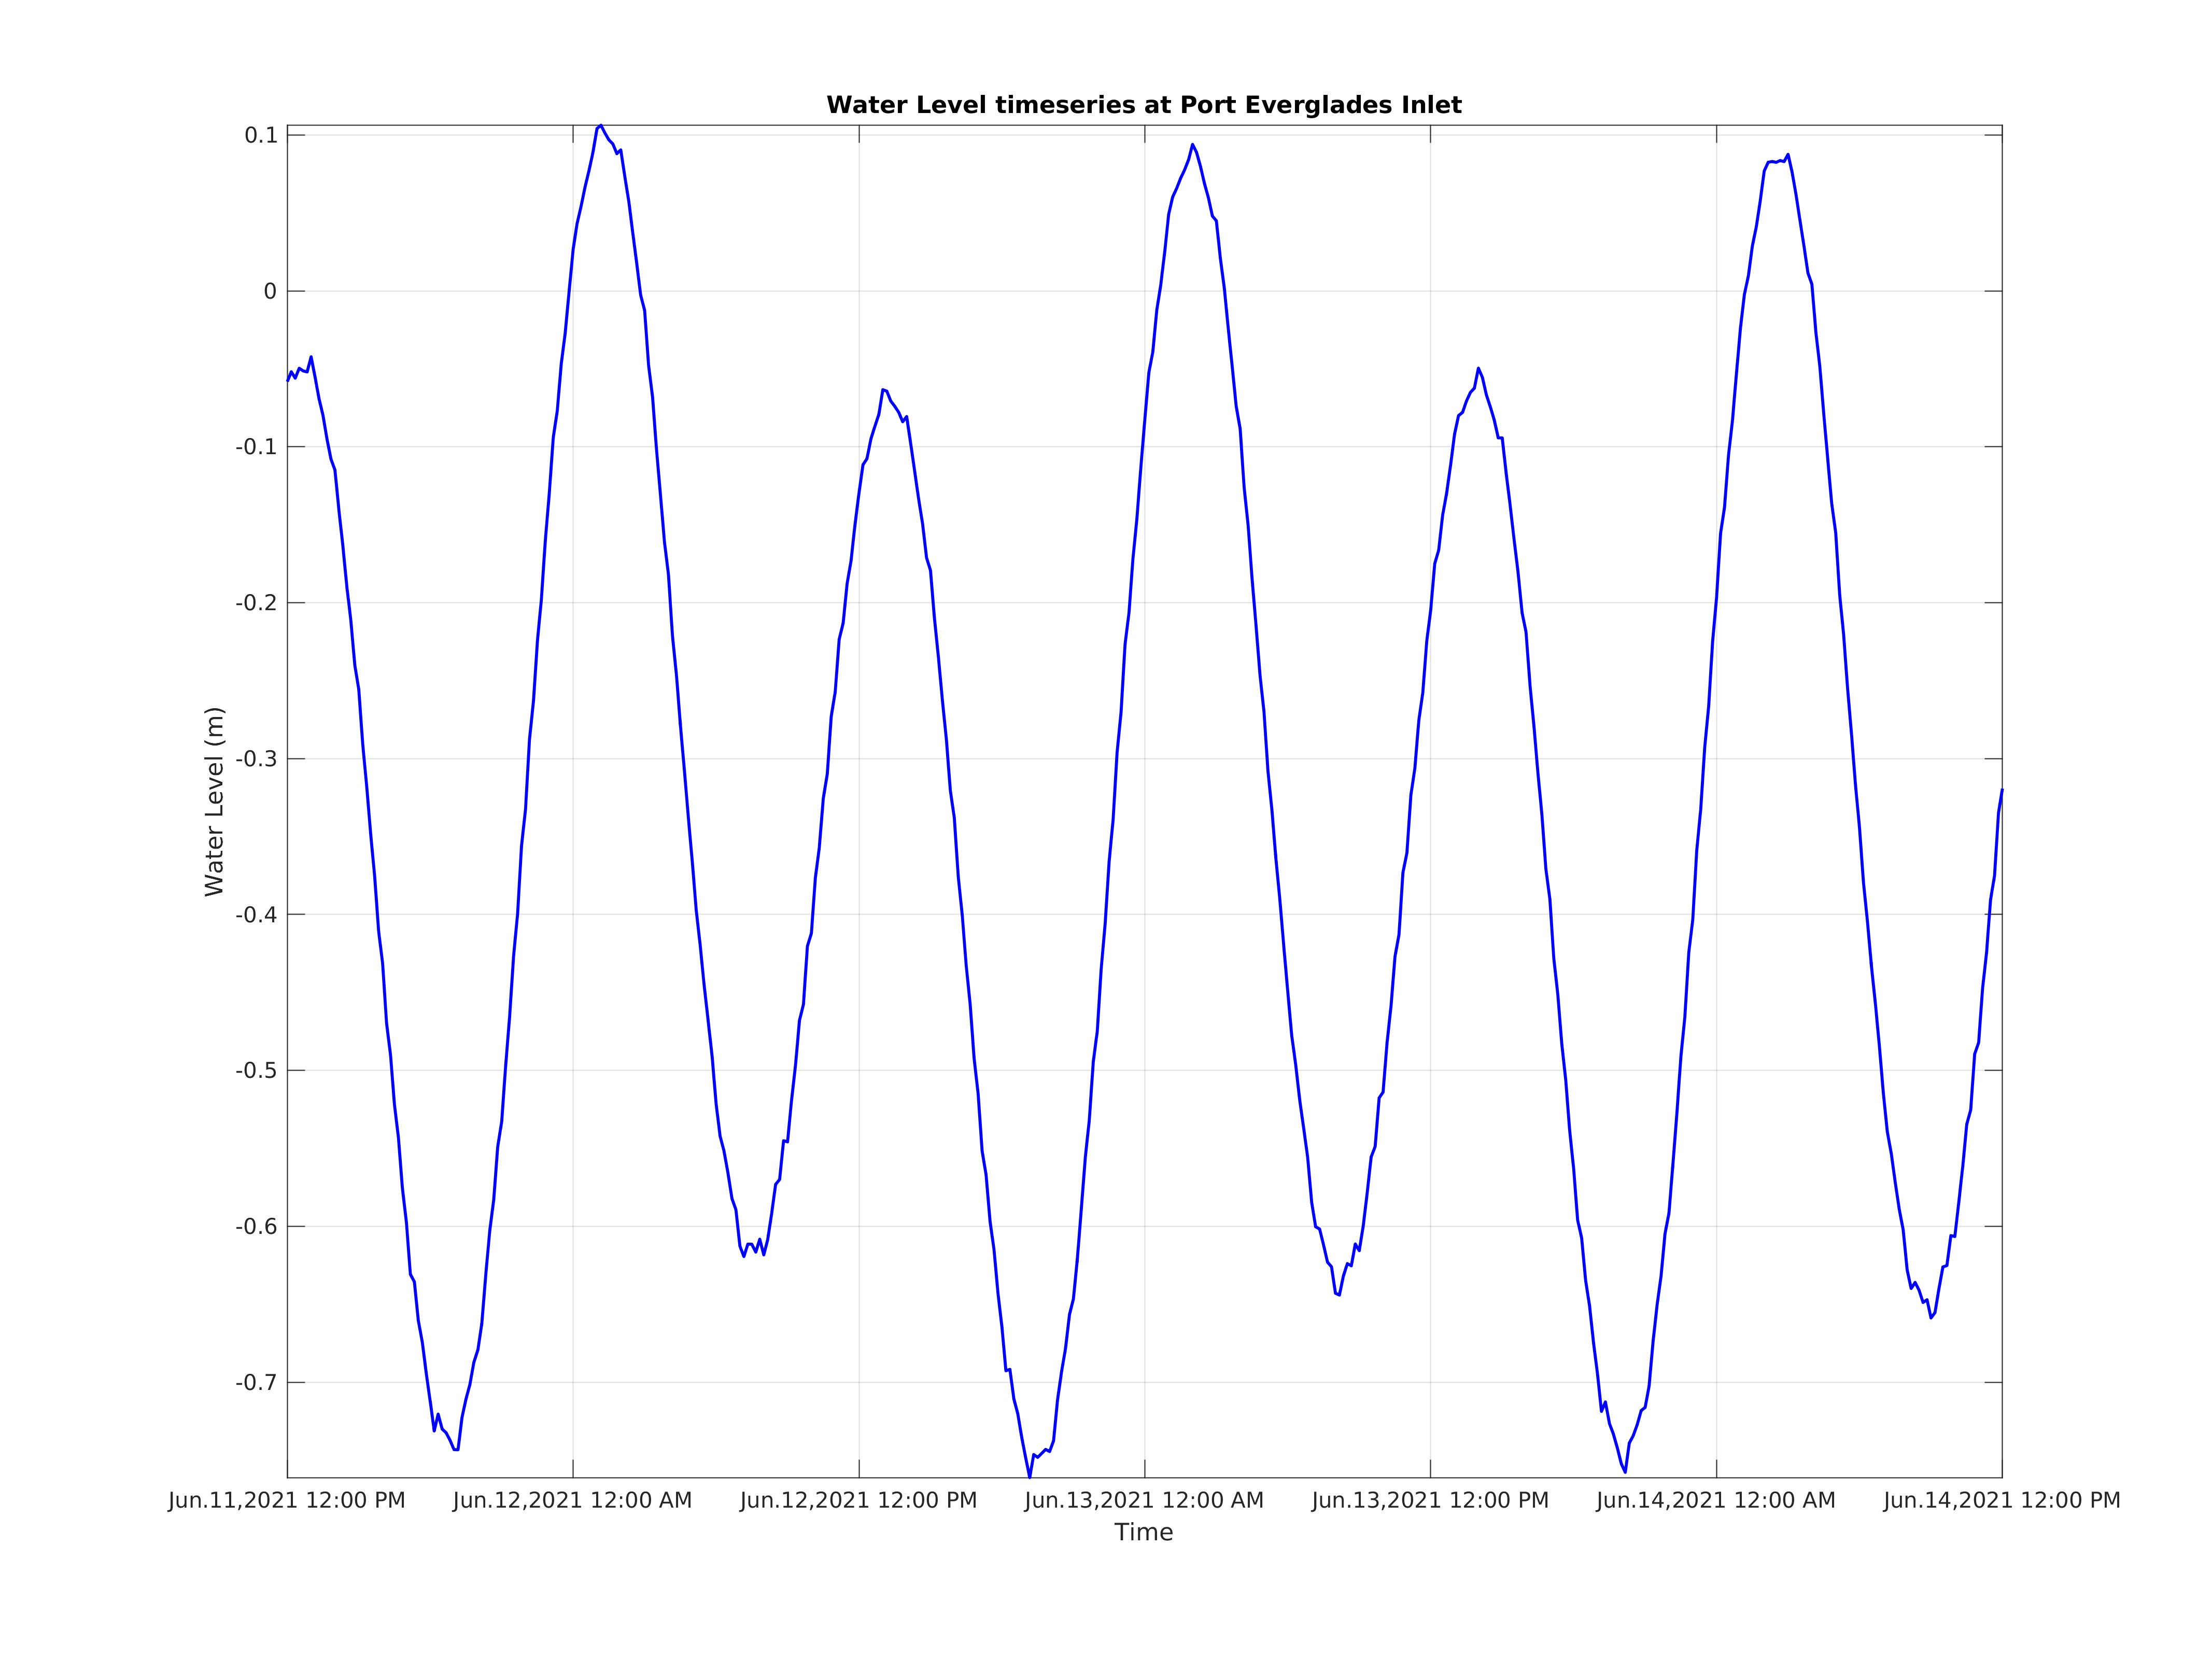 Water Level timeseries at Port Everglades Inlet
0.1
0
-0.1
-0.2
-0.3
-0.4
-0.5
-0.6
-0.7
Water Level (m)
Jun.11,2021 12:00 PM Jun.12,2021 12:00 AM Jun.12,2021 12:00 PM Jun.13,2021 12:00 AM Jun.13,2021 12:00 PM Jun.14,2021 12:00 AM Jun.14,2021 12:00 PM
Time